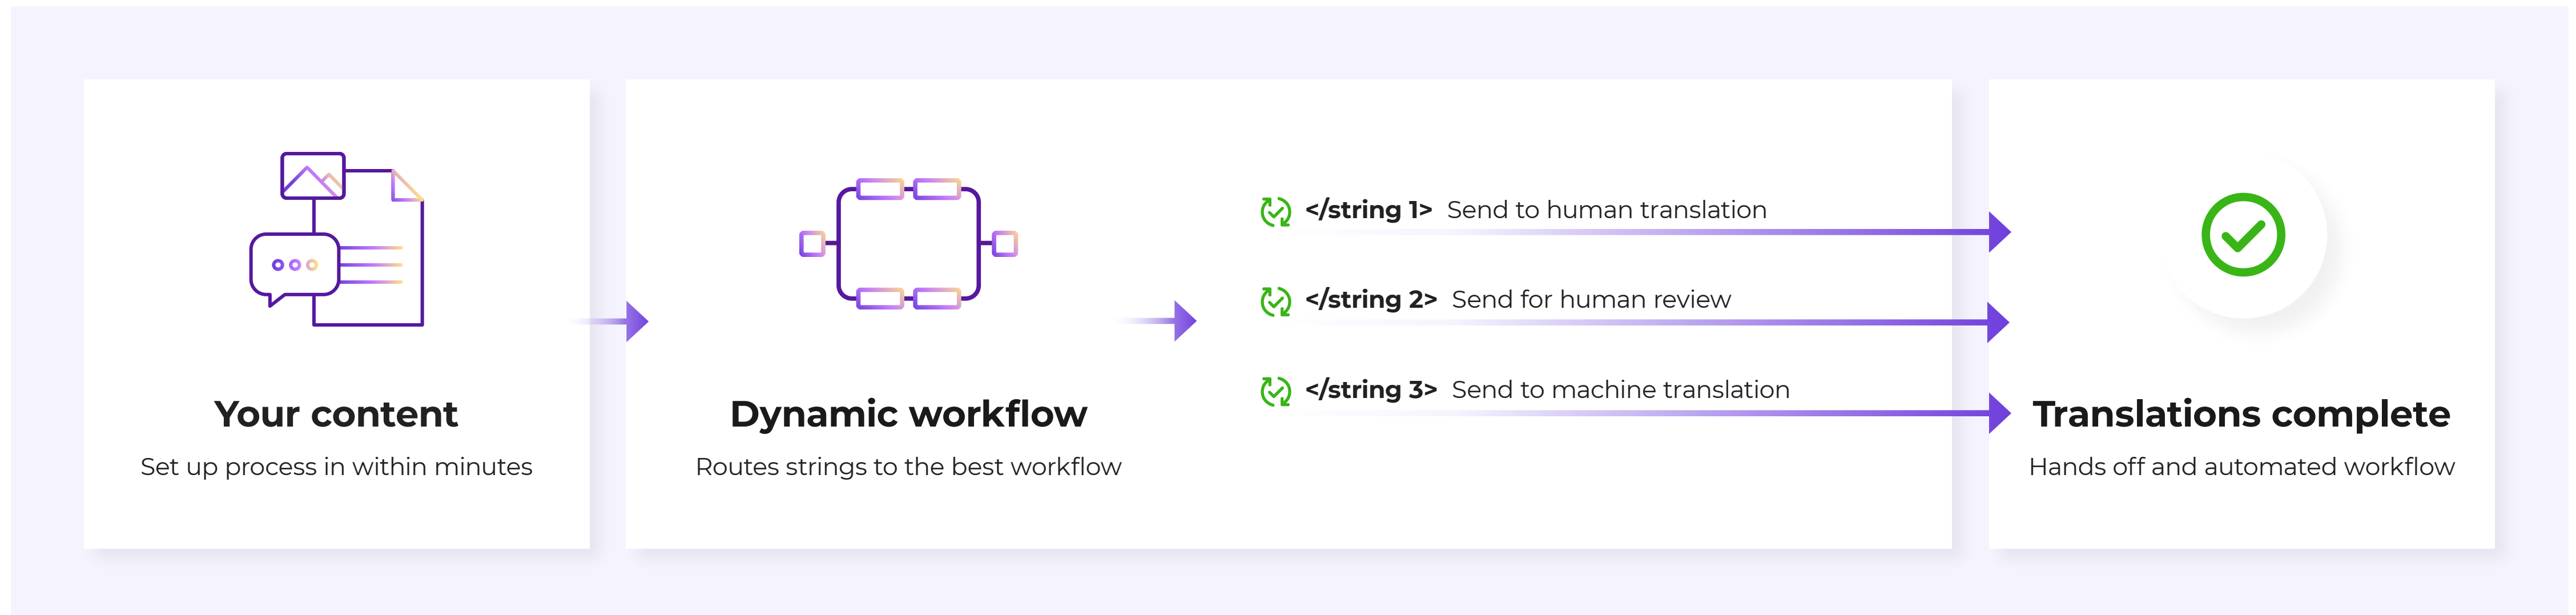 Your content
Set up process in within minutes
Dynamic workflow
Routes strings to the best workflow
</string 1> Send to human translation
</string 2> Send for human review
</string 3> Send to machine translation
Translations complete
Hands off and automated workflow